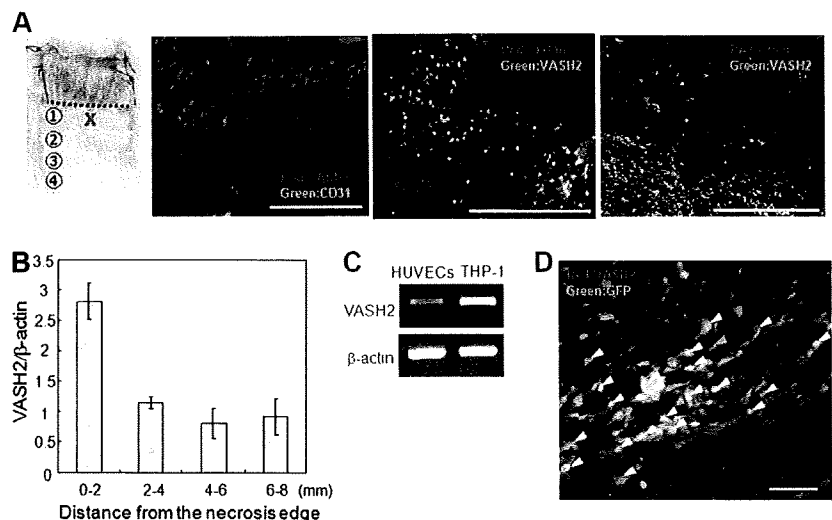 A
①
X
②
③
④
Green:CD31
Green:VASH2
Green:VASH2
B
VASH2/β-actin
3.5
3
2.5
2
1.5
1
0.5
0
0-2
2-4
4-6
6-8
(mm)
Distance from the necrosis edge
C
HUVECs THP-1
VASH2
β-actin
D
Green:GFP